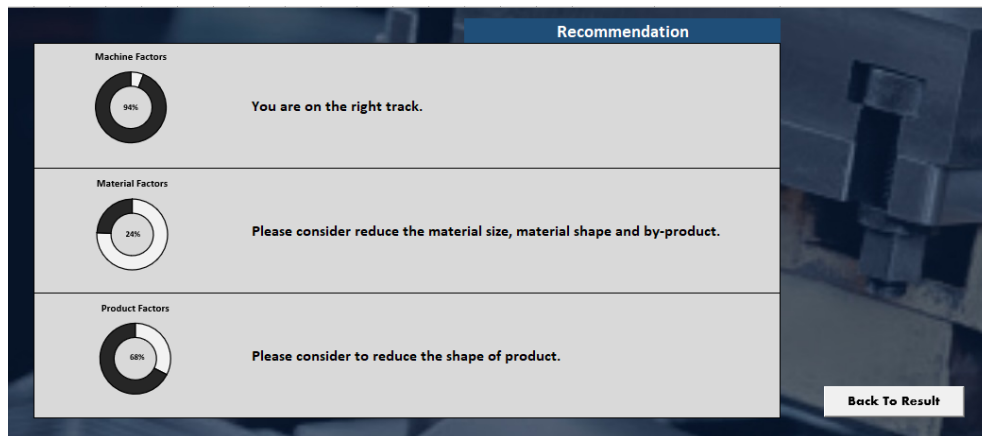 Recommendation
Machine Factors
94%
You are on the right track.
Material Factors
24%
Please consider reduce the material size, material shape and by-product.
Product Factors
68%
Please consider to reduce the shape of product.
Back To Result